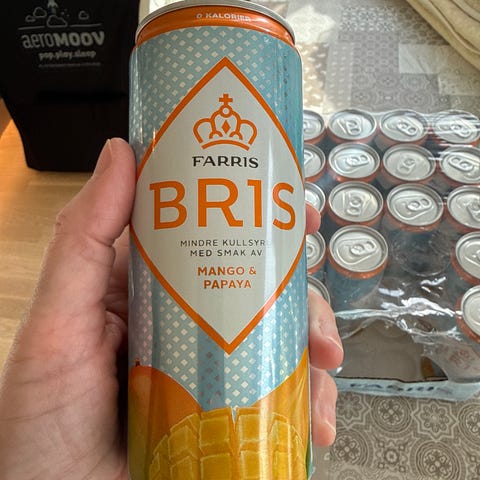 aeroMOOV
pop.play.sleep
0 KALORIER
FARRIS
BRIS
MINDRE KULLSYRE
MED SMAK AV
MANGO &
PAPAYA